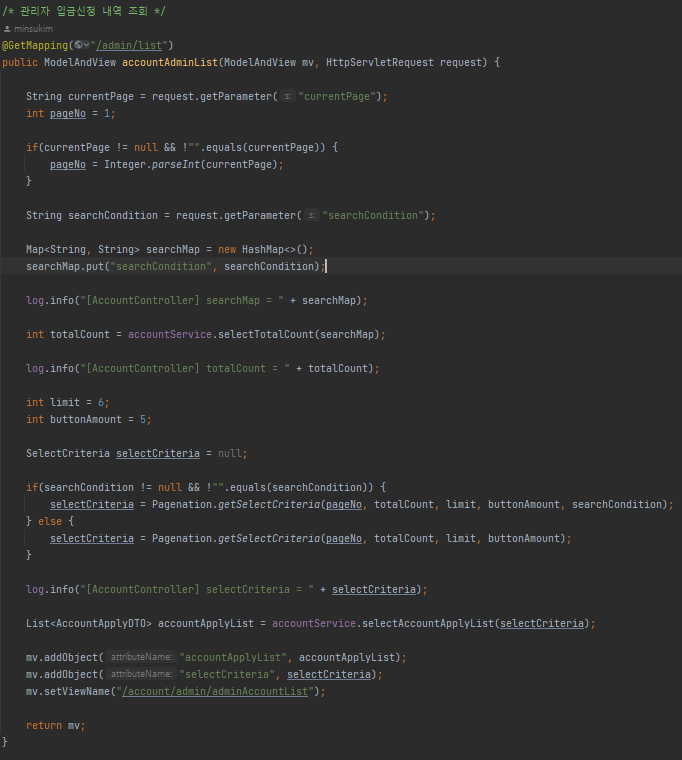 /* 관리자 입금신청 내역 조회 */
minsukim
@GetMapping("/admin/list")
public ModelAndView accountAdminList(ModelAndView mv, HttpServletRequest request) {
String currentPage = request.getParameter( s: "currentPage");
int pageNo = 1;
if(currentPage != null && !"".equals(currentPage)) {
pageNo = Integer.parseInt(currentPage);
}
String searchCondition = request.getParameter( s: "searchCondition");
Map<String, String> searchMap = new HashMap<>();
searchMap.put("searchCondition", searchCondition);
log.info("[AccountController] searchMap = " + searchMap);
int totalCount = accountService.selectTotalCount(searchMap);
log.info("[AccountController] totalCount = " + totalCount);
int limit = 6;
int buttonAmount = 5;
SelectCriteria selectCriteria = null;
if(searchCondition != null && !"".equals(searchCondition)) {
selectCriteria = Pagenation.getSelectCriteria(pageNo, totalCount, limit, buttonAmount, searchCondition);
} else {
selectCriteria = Pagenation.getSelectCriteria(pageNo, totalCount, limit, buttonAmount);
}
log.info("[AccountController] selectCriteria = " + selectCriteria);
List<AccountApplyDTO> accountApplyList = accountService.selectAccountApplyList(selectCriteria);
mv.addObject( attributeName: "accountApplyList", accountApplyList);
mv.addObject( attributeName: "selectCriteria", selectCriteria);
mv.setViewName("/account/admin/adminAccountList");
return mv;
}